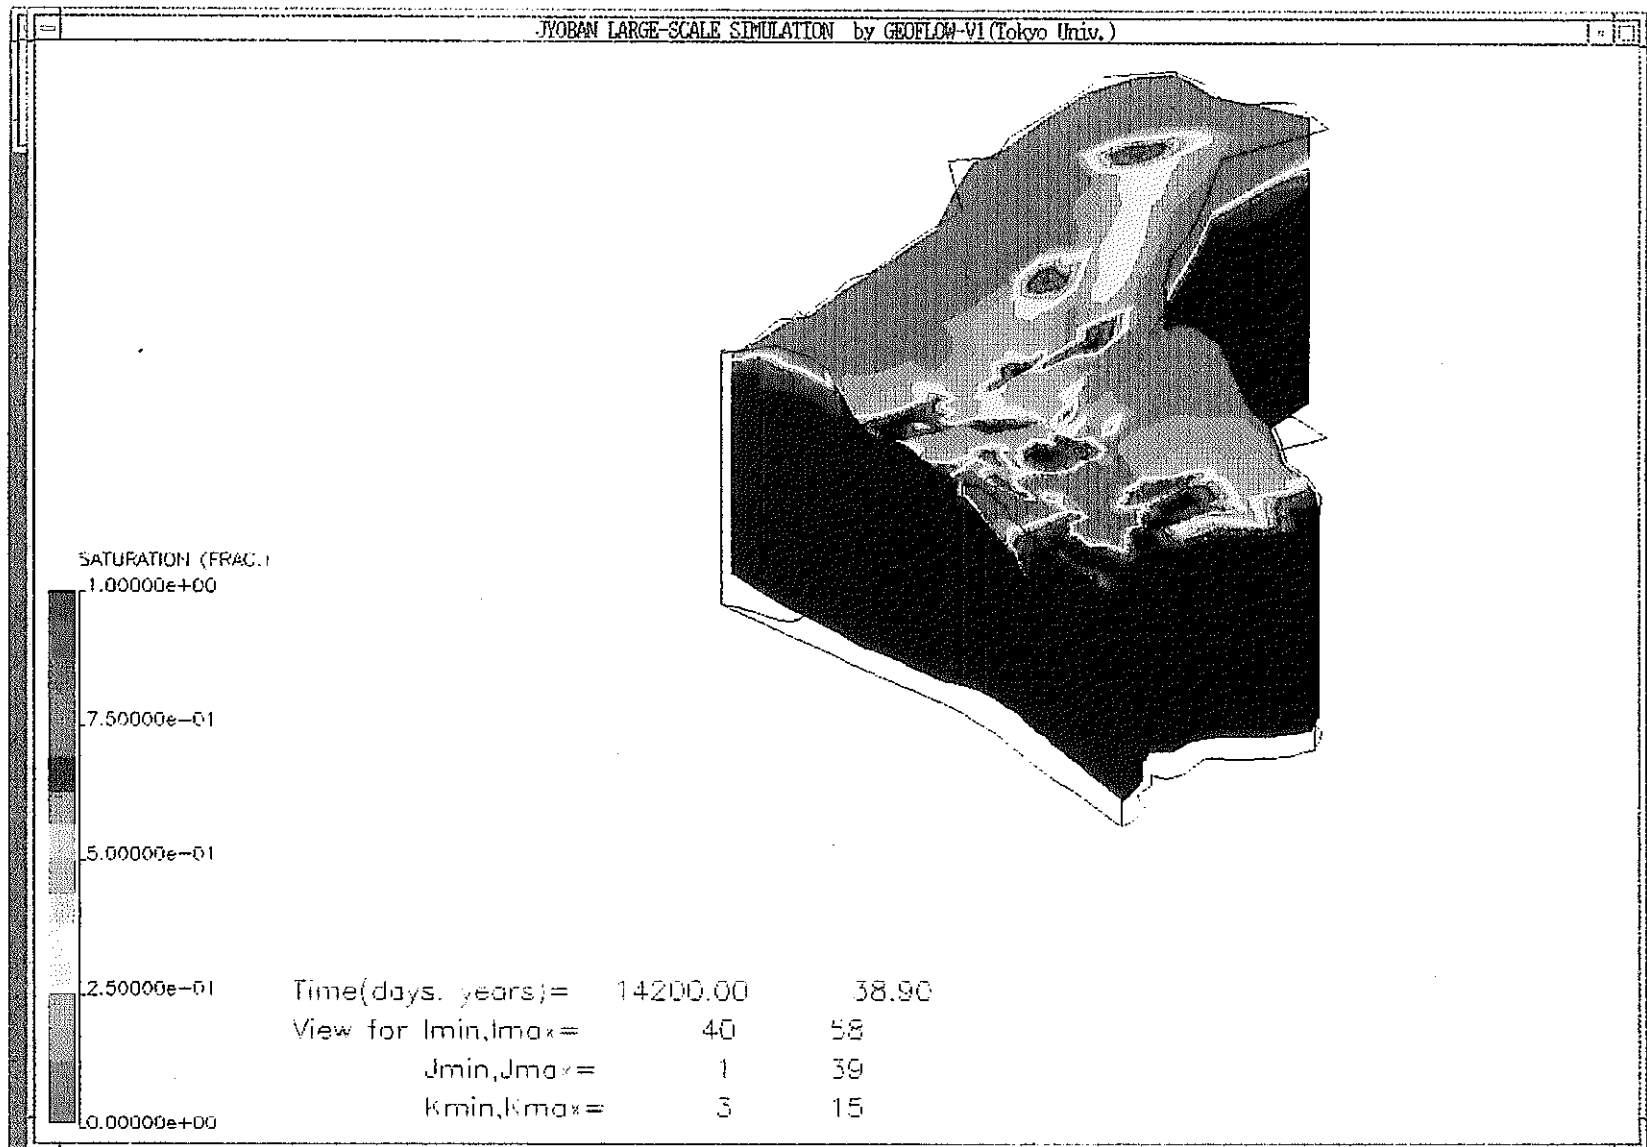 JYOBAN LARGE-SCALE SIMULATION by GEOFLOW-V1(Tokyo Univ.)
SATURATION (FRAC.)
1.00000e+00
7.50000e-01
5.00000e-01
2.50000e-01
0.00000e+00
Time(days. years)= 14200.00 38.90
View for Imin,Imax= 40 58
Jmin,Jmax= 1 39
Kmin,Kmax= 3 15